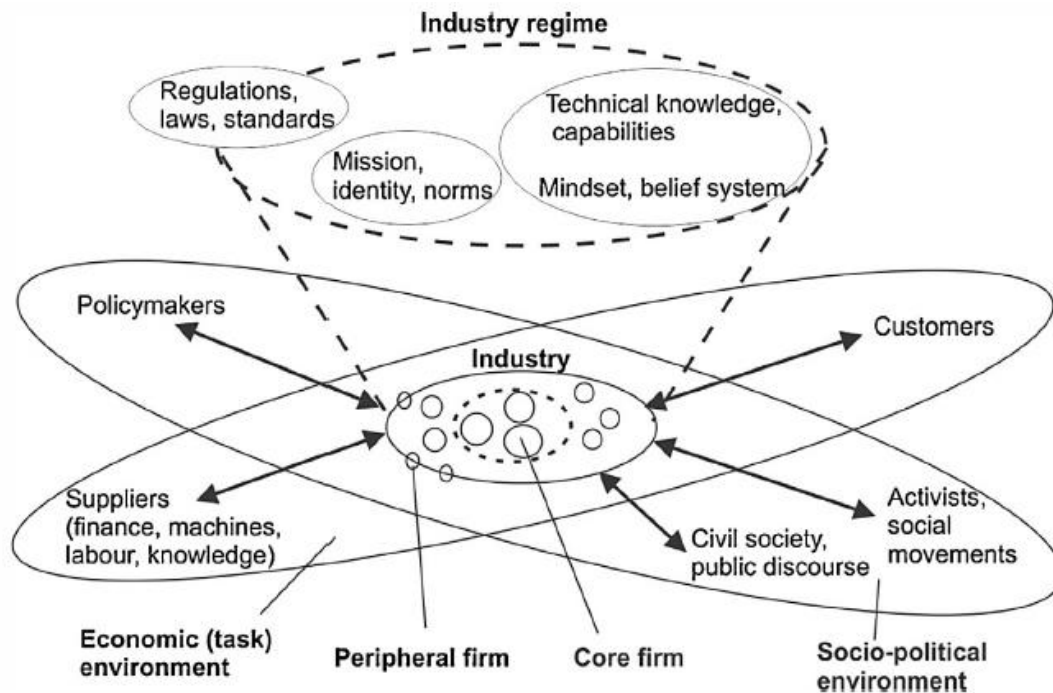 Industry regime
Regulations,
laws, standards
Mission,
identity, norms
Technical knowledge,
capabilities
Mindset, belief system
Policymakers
Customers
Industry
Suppliers
(finance, machines,
labour, knowledge)
Civil society,
public discourse
Activists,
social
movements
Economic (task)
environment
Peripheral firm
Core firm
Socio-political
environment